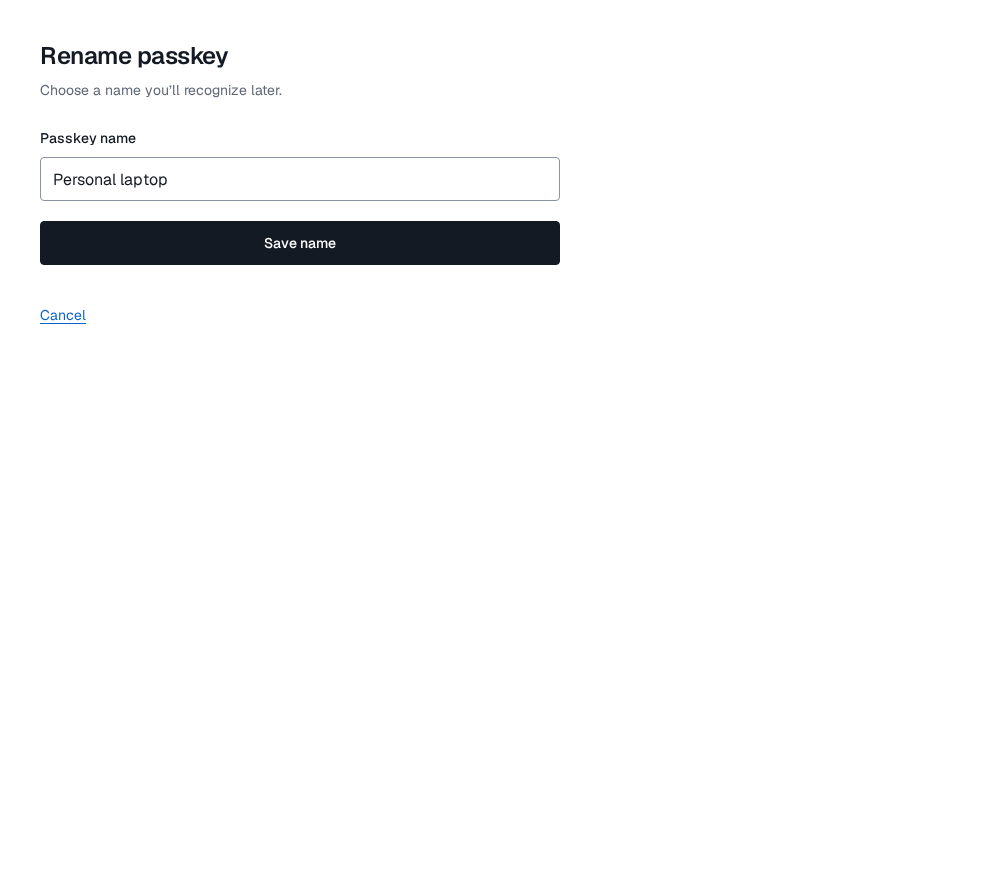 Rename passkey
Choose a name you'll recognize later.
Passkey name
Personal laptop
Save name
Cancel